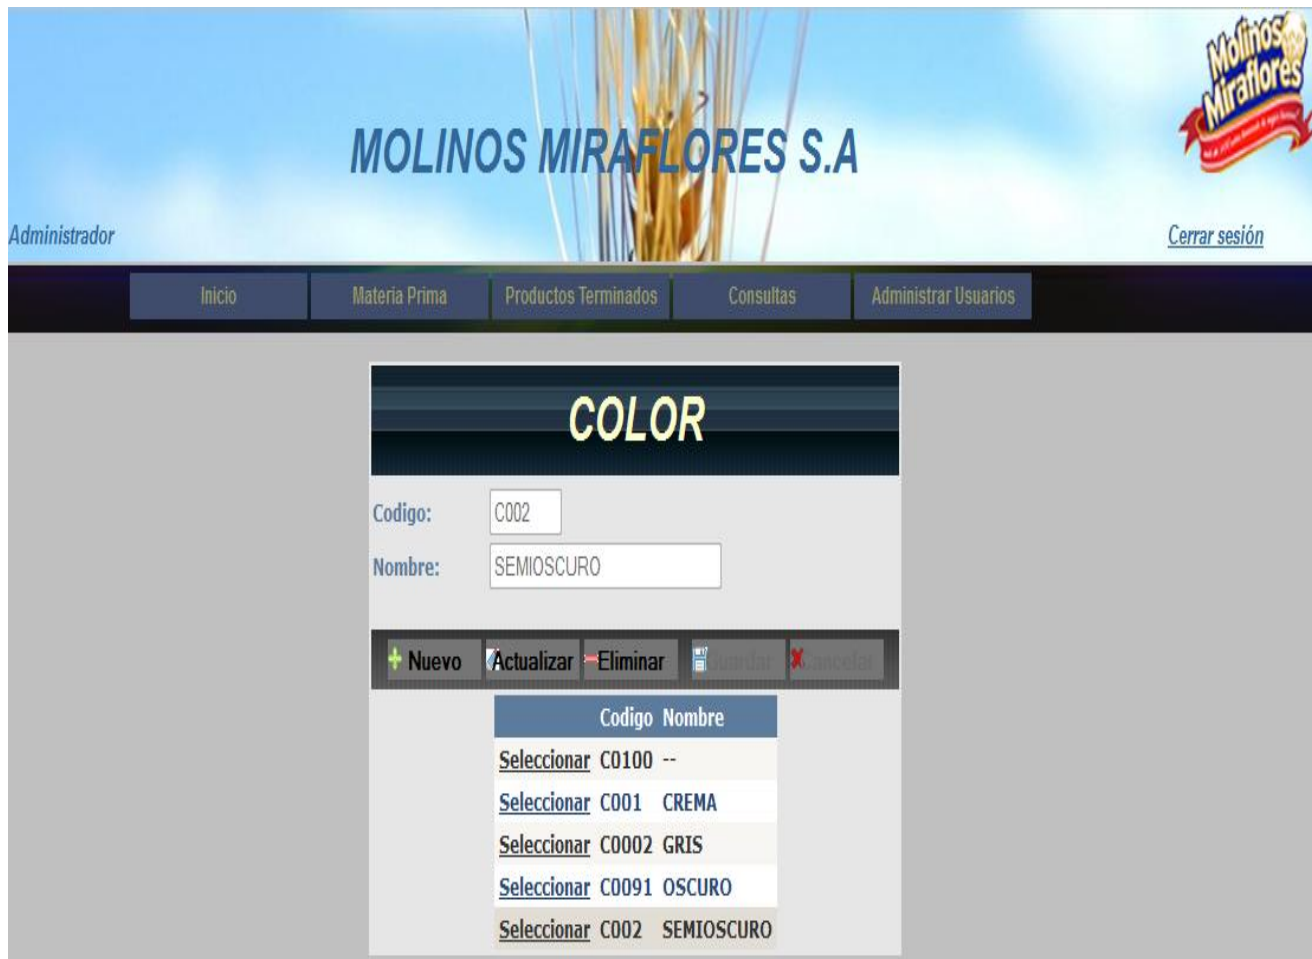 Molinos
Miraflores
MOLINOS MIRAFLORES S.A
Administrador
Cerrar sesión
Inicio Materia Prima Productos Terminados Consultas Administrar Usuarios
COLOR
Codigo: C002
Nombre: SEMIOSCURO
Nuevo Actualizar Eliminar Guardar Cancelar
Codigo Nombre
Seleccionar C0100 --
Seleccionar C001 CREMA
Seleccionar C0002 GRIS
Seleccionar C0091 OSCURO
Seleccionar C002 SEMIOSCURO